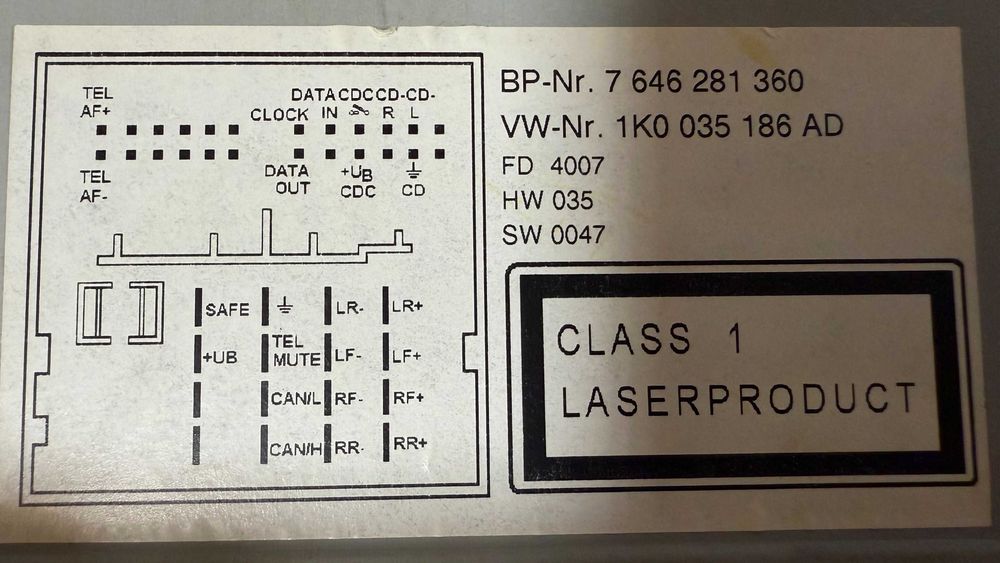 TEL
AF+
DATA CDC CD- CD-
CLOCK IN R L
TEL
AF-
DATA +UB
OUT CDC CD
SAFE LR- LR+
+UB TEL MUTE LF- LF+
CAN/L RF- RF+
CAN/H RR- RR+
BP-Nr. 7 646 281 360
VW-Nr. 1K0 035 186 AD
FD 4007
HW 035
SW 0047
CLASS 1
LASERPRODUCT